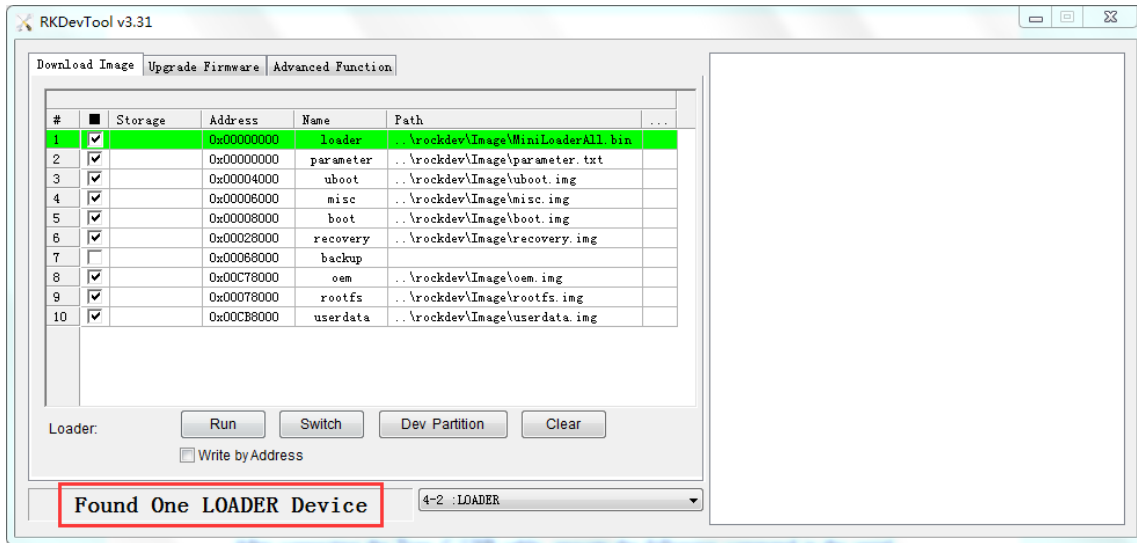 RKDevTool v3.31
Download Image Upgrade Firmware Advanced Function
# Storage Address Name Path ...
1 0x00000000 loader ..\rockdev\Image\MiniLoaderAll.bin
2 0x00000000 parameter ..\rockdev\Image\parameter.txt
3 0x00004000 uboot ..\rockdev\Image\uboot.img
4 0x00006000 misc ..\rockdev\Image\misc.img
5 0x00008000 boot ..\rockdev\Image\boot.img
6 0x00028000 recovery ..\rockdev\Image\recovery.img
7 0x00068000 backup
8 0x00C78000 oem ..\rockdev\Image\oem.img
9 0x00078000 rootfs ..\rockdev\Image\rootfs.img
10 0x00CB8000 userdata ..\rockdev\Image\userdata.img
Loader: Run Switch Dev Partition Clear
Write by Address
Found One LOADER Device 4-2 :LOADER